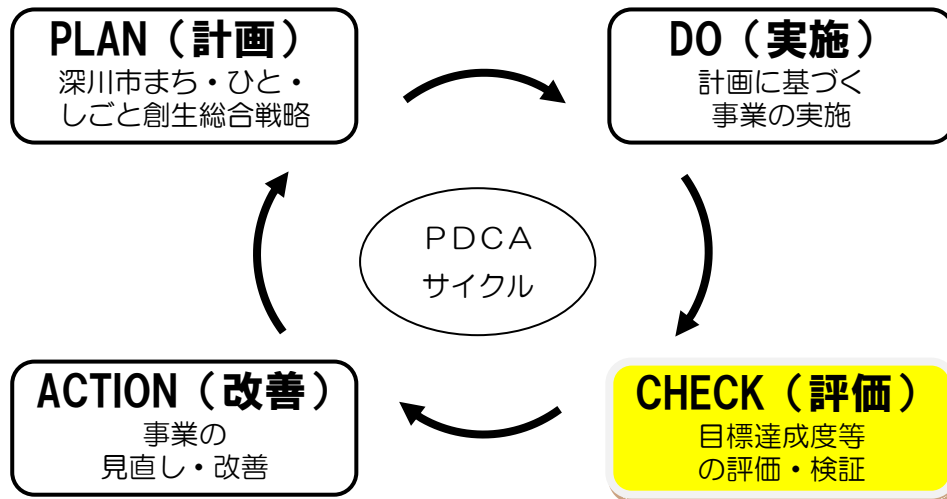 PLAN（計画）
深川市まち・ひと・
しごと創生総合戦略
DO（実施）
計画に基づく
事業の実施
PDCA
サイクル
ACTION（改善）
事業の
見直し・改善
CHECK（評価）
目標達成度等
の評価・検証